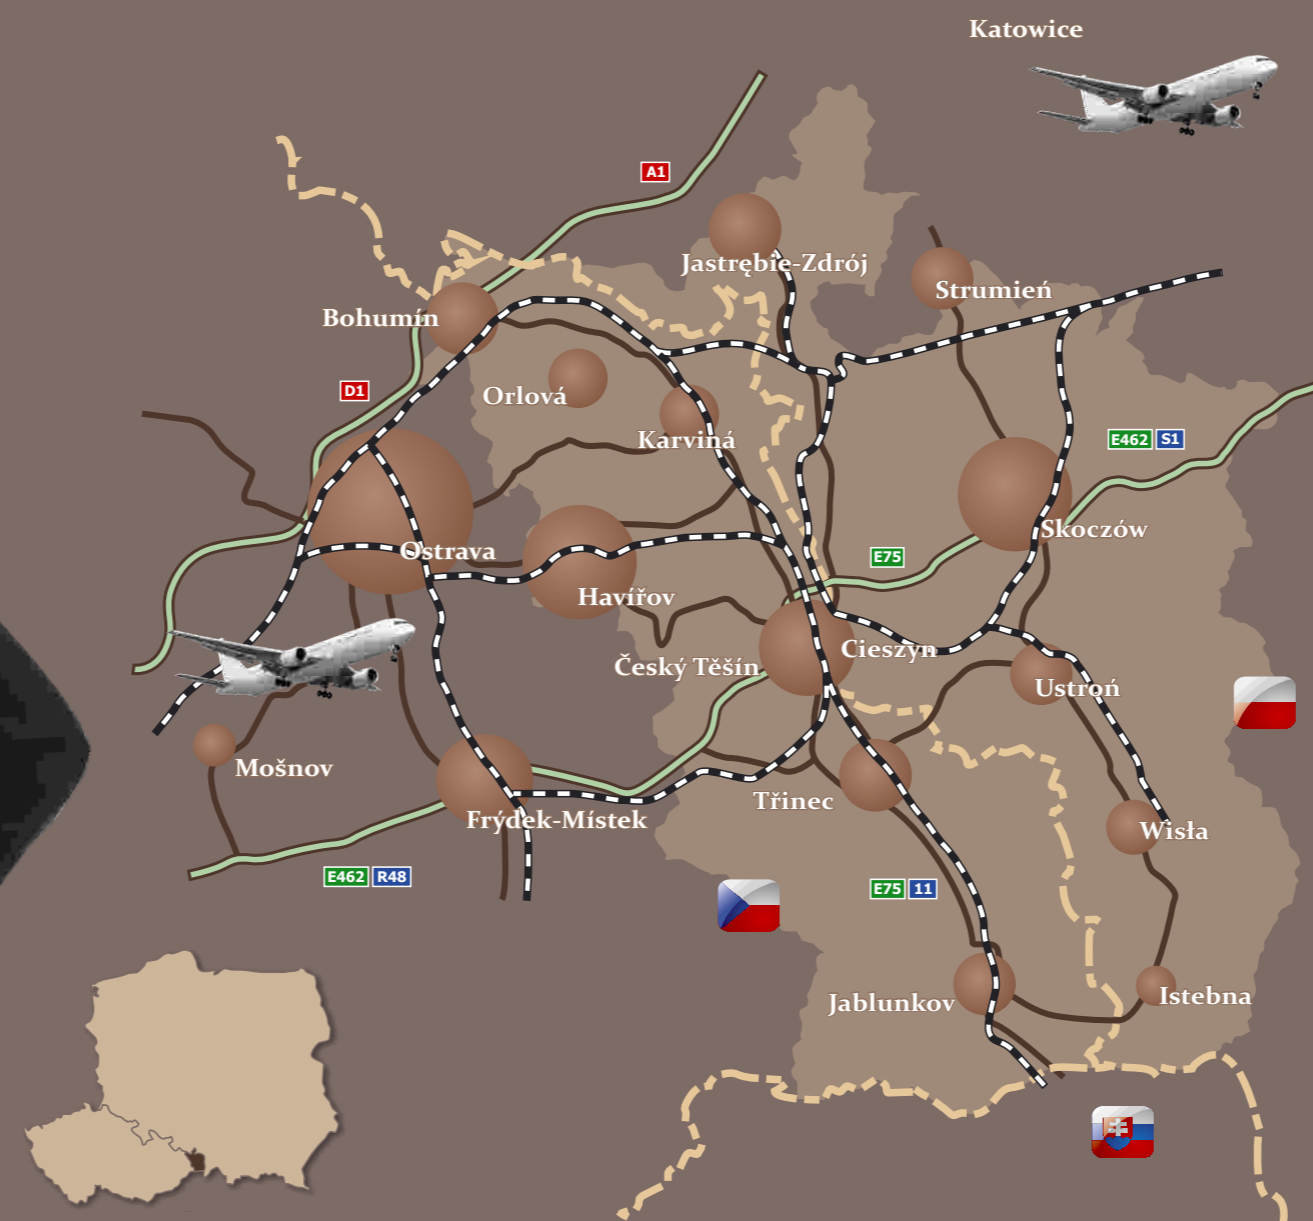 Katowice
A1
Jastrębie-Zdrój
Strumień
Bohumín
D1
Orlová
Karviná
E462 S1
Skoczów
Ostrava
E75
Havířov
Cieszyn
Český Těšín
Ustroń
Mošnov
Třinec
Frýdek-Místek
Wisła
E462 R48
E75 11
Jablunkov
Istebna